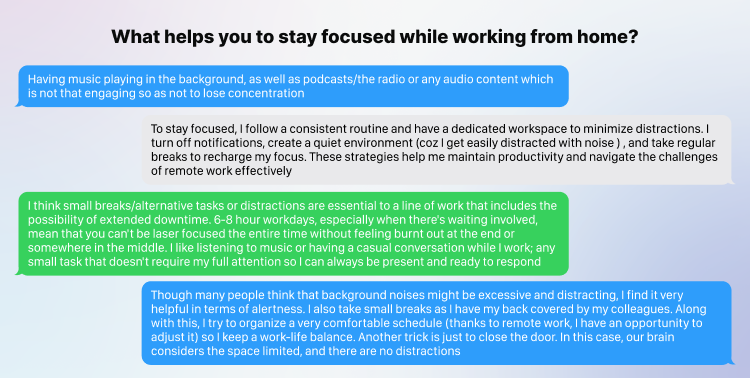 What helps you to stay focused while working from home?
Having music playing in the background, as well as podcasts/the radio or any audio content which
is not that engaging so as not to lose concentration
To stay focused, I follow a consistent routine and have a dedicated workspace to minimize distractions. I
turn off notifications, create a quiet environment (coz I get easily distracted with noise ) , and take regular
breaks to recharge my focus. These strategies help me maintain productivity and navigate the challenges
of remote work effectively
I think small breaks/alternative tasks or distractions are essential to a line of work that includes the
possibility of extended downtime. 6-8 hour workdays, especially when there's waiting involved,
mean that you can't be laser focused the entire time without feeling burnt out at the end or
somewhere in the middle. I like listening to music or having a casual conversation while I work; any
small task that doesn't require my full attention so I can always be present and ready to respond
Though many people think that background noises might be excessive and distracting, I find it very
helpful in terms of alertness. I also take small breaks as I have my back covered by my colleagues. Along
with this, I try to organize a very comfortable schedule (thanks to remote work, I have an opportunity to
adjust it) so I keep a work-life balance. Another trick is just to close the door. In this case, our brain
considers the space limited, and there are no distractions